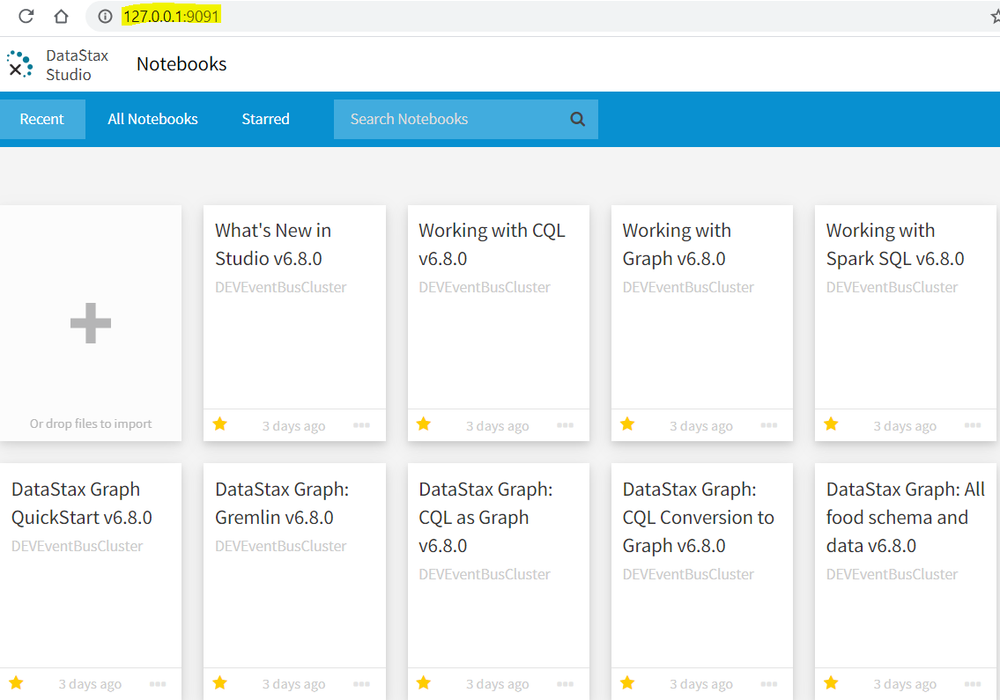 127.0.0.1:9091
DataStax
Studio
Notebooks
Recent
All Notebooks
Starred
Search Notebooks
Or drop files to import
What's New in
Studio v6.8.0
DEVEventBusCluster
3 days ago
Working with CQL
v6.8.0
DEVEventBusCluster
3 days ago
Working with
Graph v6.8.0
DEVEventBusCluster
3 days ago
Working with
Spark SQL v6.8.0
DEVEventBusCluster
3 days ago
DataStax Graph
QuickStart v6.8.0
DEVEventBusCluster
3 days ago
DataStax Graph:
Gremlin v6.8.0
DEVEventBusCluster
3 days ago
DataStax Graph:
CQL as Graph
v6.8.0
DEVEventBusCluster
3 days ago
DataStax Graph:
CQL Conversion to
Graph v6.8.0
DEVEventBusCluster
3 days ago
DataStax Graph: All
food schema and
data v6.8.0
DEVEventBusCluster
3 days ago